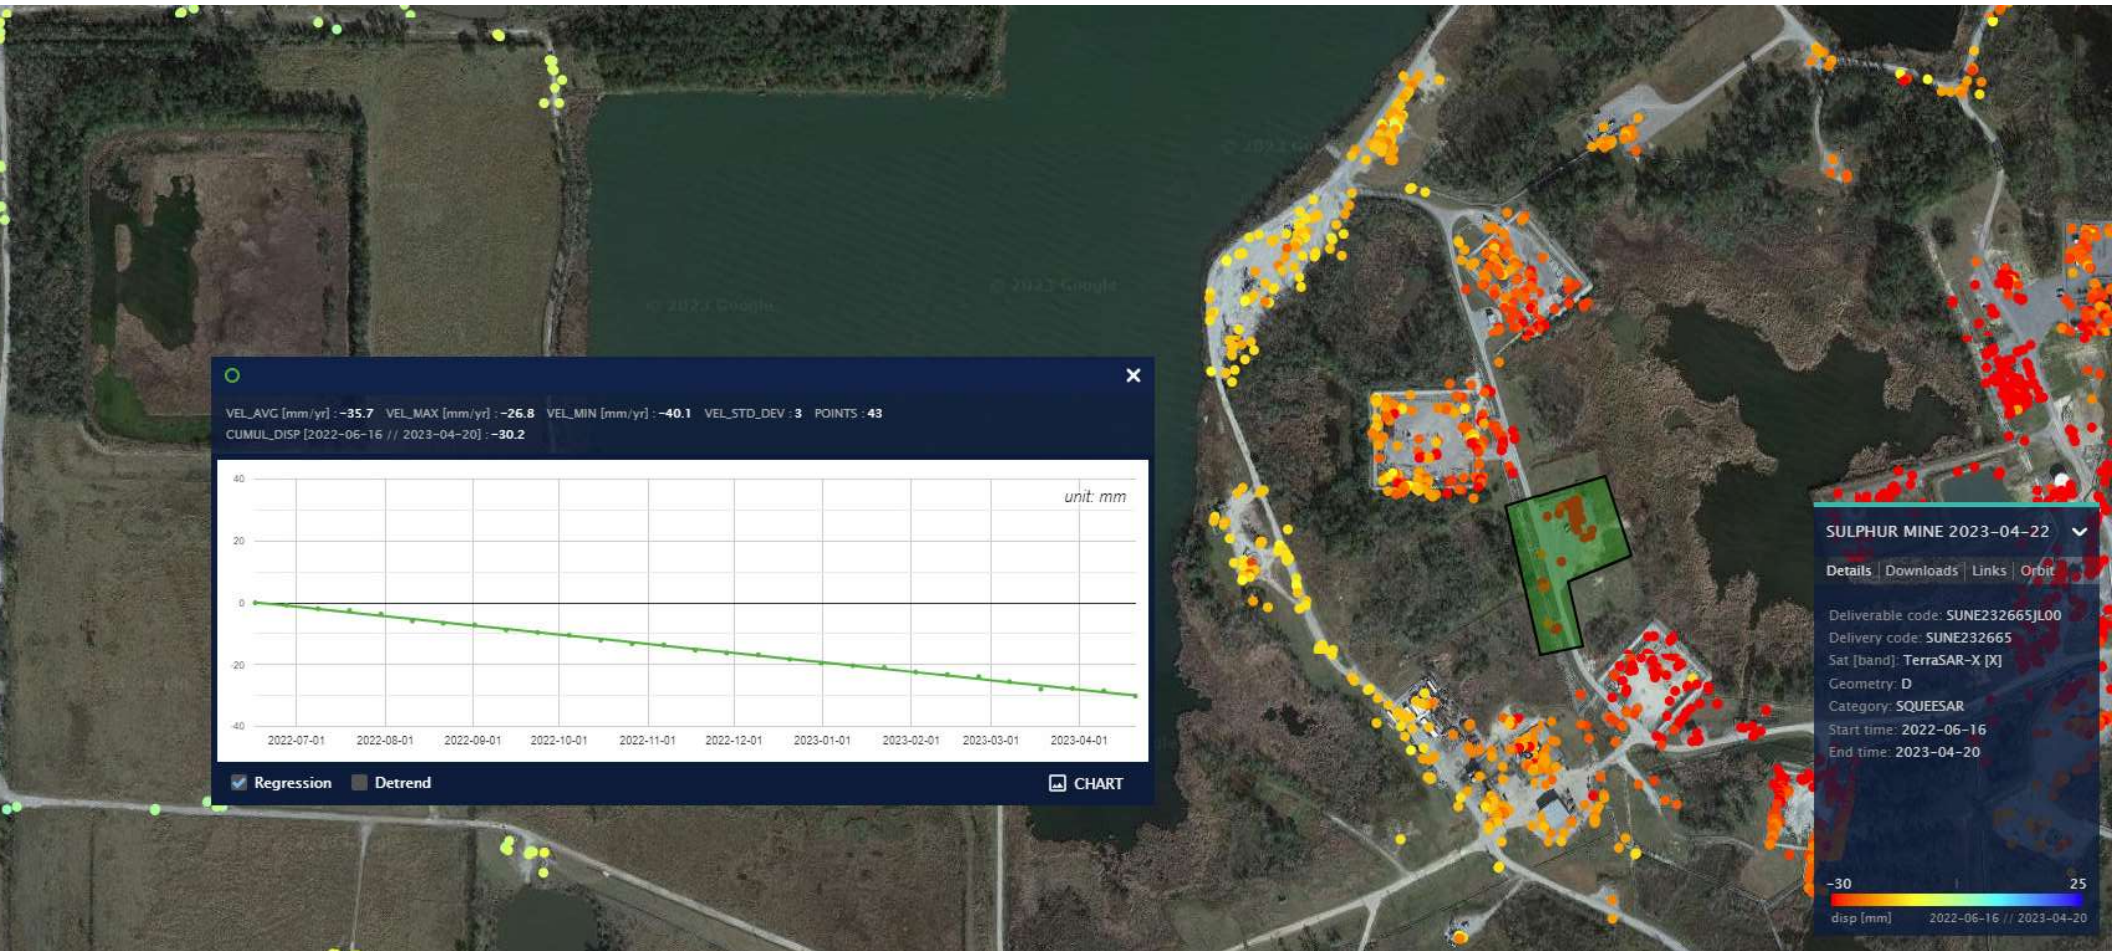 © 2023 Google
© 2023 Google
VEL_AVG [mm/yr] : -35.7 VEL_MAX [mm/yr] : -26.8 VEL_MIN [mm/yr] : -40.1 VEL_STD_DEV : 3 POINTS : 43
CUMUL_DISP [2022-06-16 // 2023-04-20] : -30.2
unit: mm
40
20
0
-20
-40
2022-07-01 2022-08-01 2022-09-01 2022-10-01 2022-11-01 2022-12-01 2023-01-01 2023-02-01 2023-03-01 2023-04-01
Regression Detrend CHART
SULPHUR MINE 2023-04-22
Details | Downloads | Links | Orbit
Deliverable code: SUNE232665JL00
Delivery code: SUNE232665
Sat [band]: TerraSAR-X [X]
Geometry: D
Category: SQUEESAR
Start time: 2022-06-16
End time: 2023-04-20
-30 25
disp [mm] 2022-06-16 // 2023-04-20